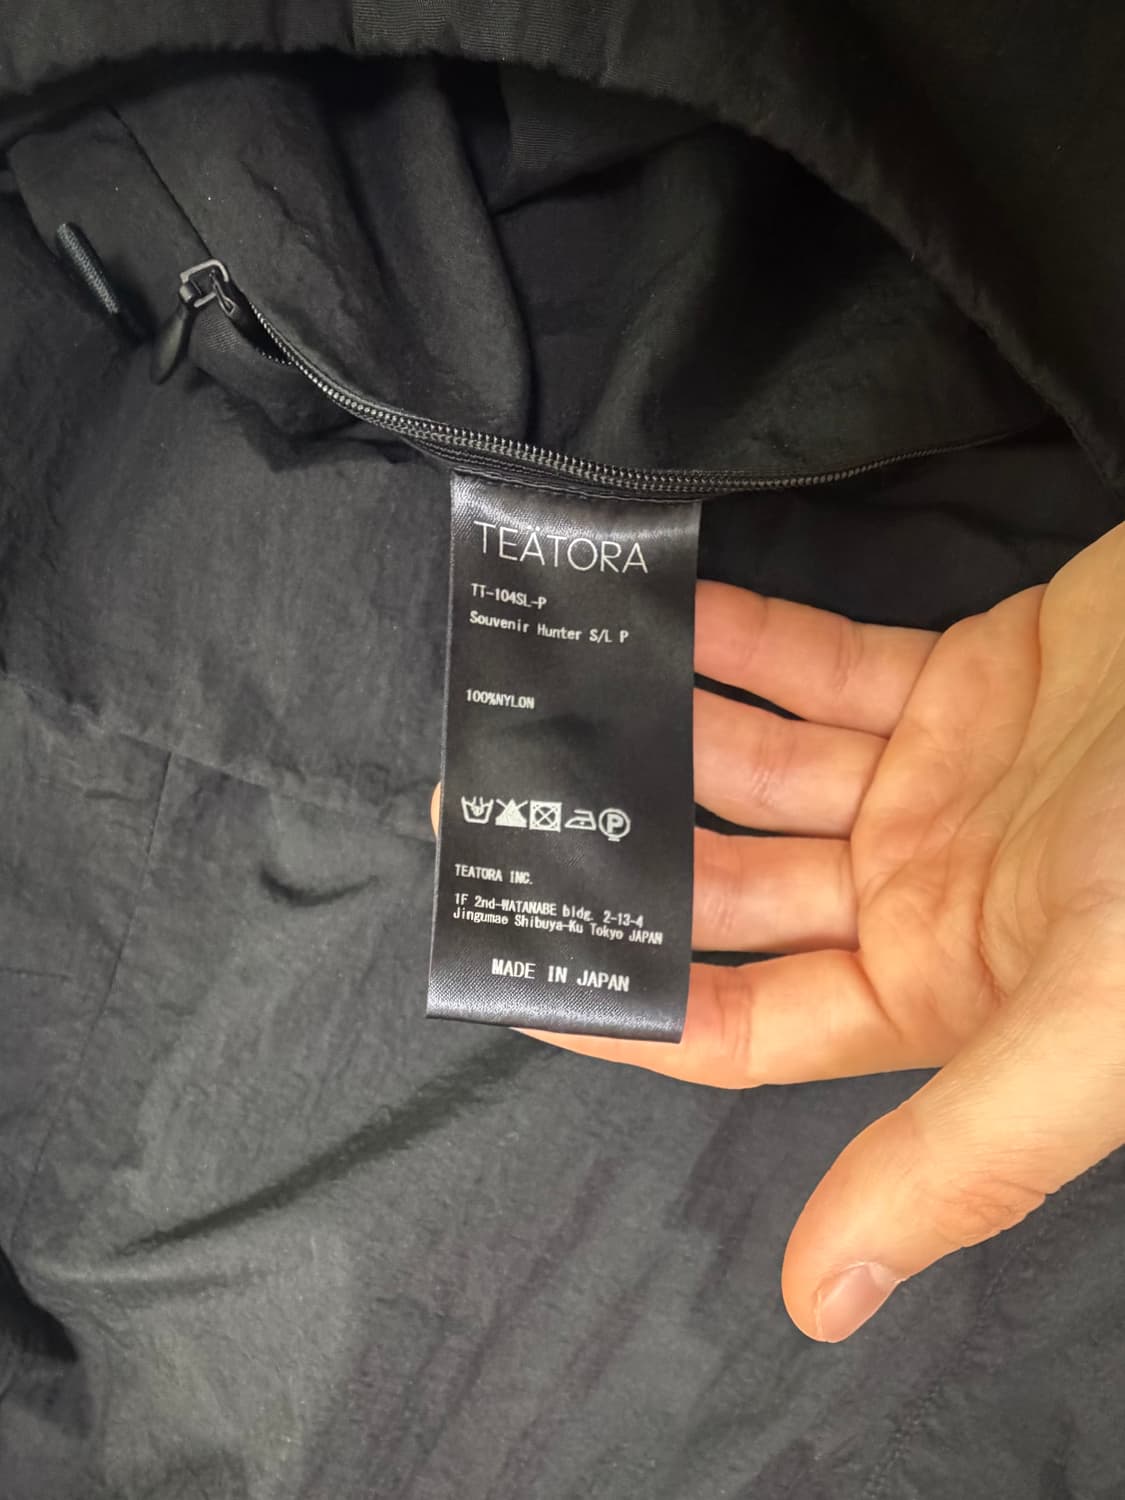 TEÄTORA
TT-104SL-P
Souvenir Hunter S/L P
100%NYLON
P
TEATORA INC.
1F 2nd-WATANABE bldg. 2-13-4
Jingumae Shibuya-Ku Tokyo JAPAN
MADE IN JAPAN